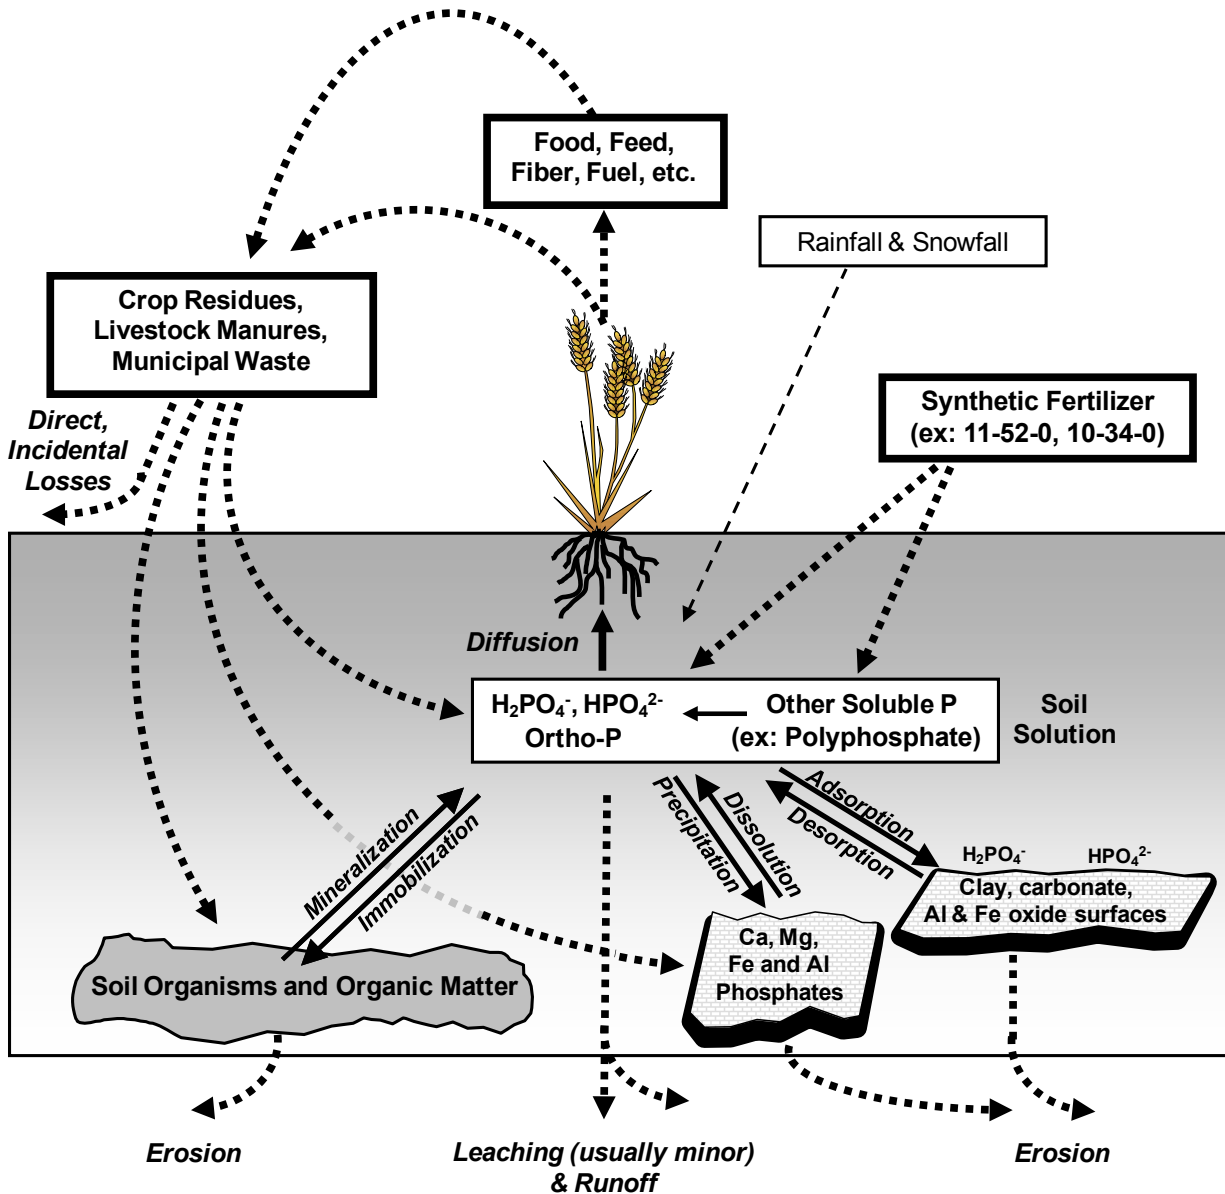 Food, Feed,
Fiber, Fuel, etc.
Rainfall & Snowfall
Crop Residues,
Livestock Manures,
Municipal Waste
Synthetic Fertilizer
(ex: 11-52-0, 10-34-0)
Direct,
Incidental
Losses
Diffusion
H₂PO₄⁻, HPO₄²⁻
Ortho-P
Other Soluble P
(ex: Polyphosphate)
Soil
Solution
Mineralization
Immobilization
Precipitation
Dissolution
Adsorption
Desorption
H₂PO₄⁻
HPO₄²⁻
Clay, carbonate,
Al & Fe oxide surfaces
Ca, Mg,
Fe and Al
Phosphates
Soil Organisms and Organic Matter
Erosion
Leaching (usually minor)
& Runoff
Erosion